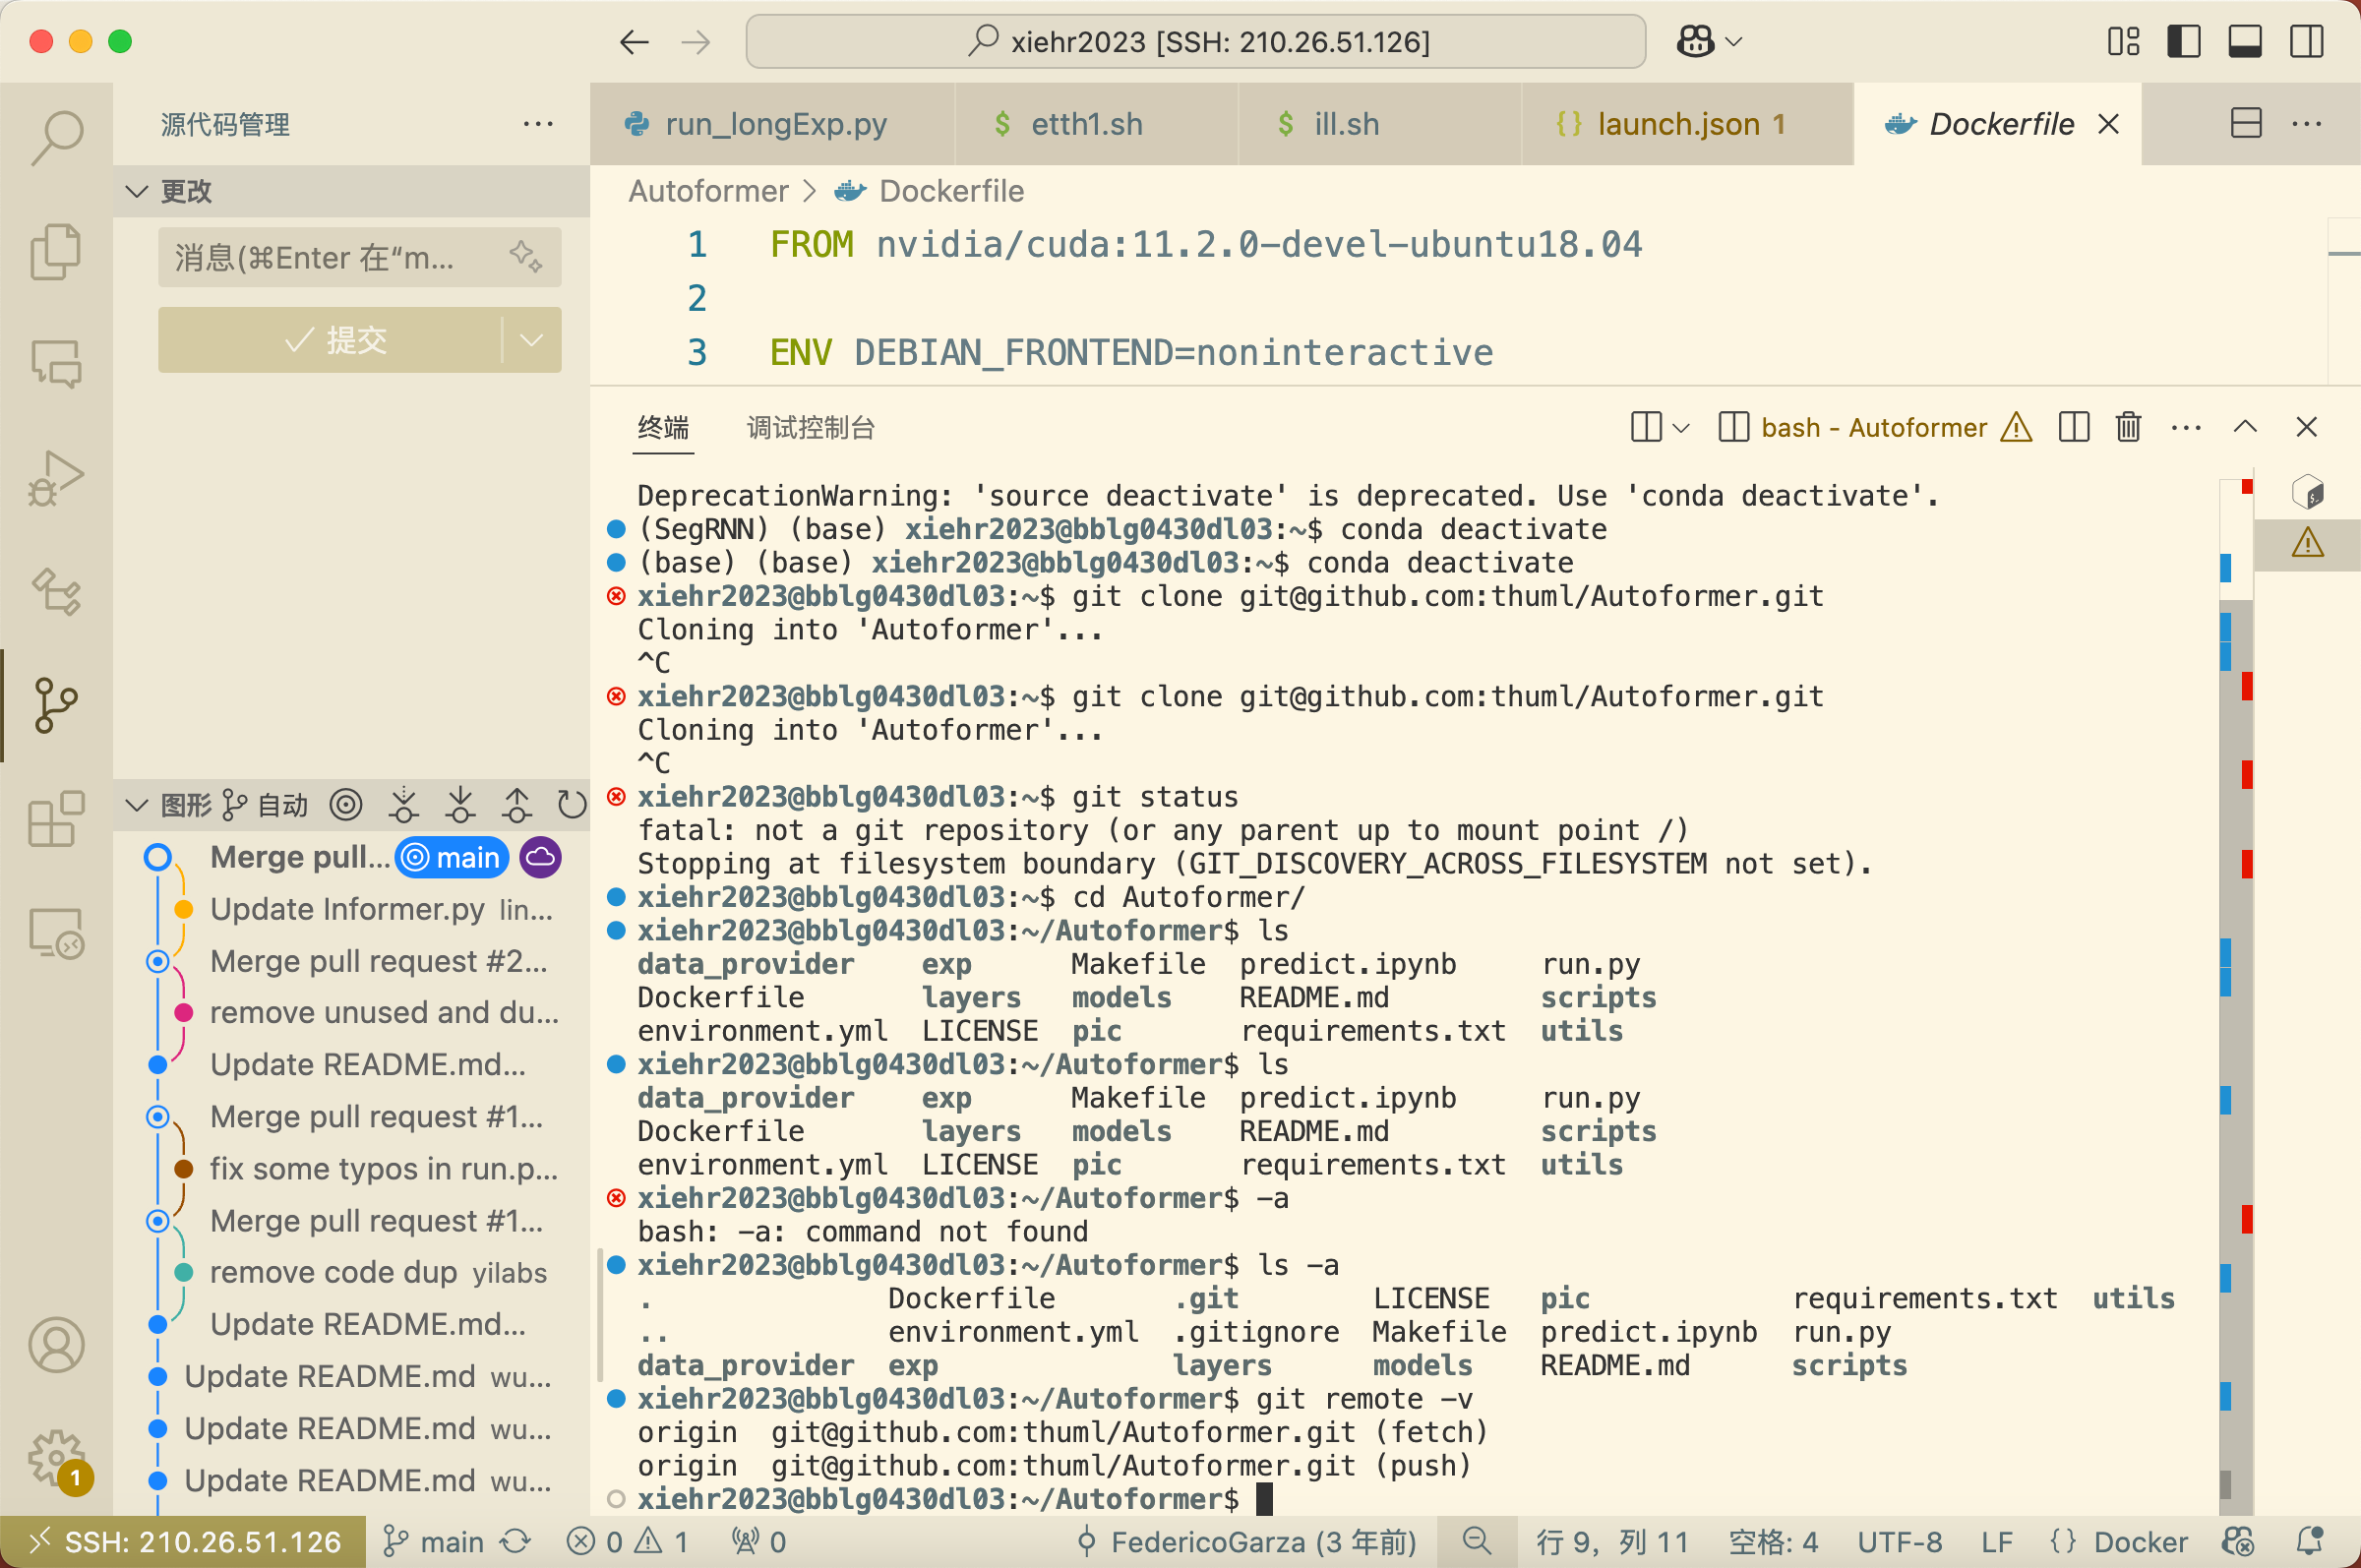 xiehr2023 [SSH: 210.26.51.126]
源代码管理
更改
消息(⌘Enter 在“m...
提交
图形 自动
Merge pull... main
Update Informer.py lin...
Merge pull request #2...
remove unused and du...
Update README.md...
Merge pull request #1...
fix some typos in run.p...
Merge pull request #1...
remove code dup yilabs
Update README.md...
Update README.md wu...
Update README.md wu...
Update README.md wu...
1
run_longExp.py
$ etth1.sh
$ ill.sh
{} launch.json 1
Dockerfile
Autoformer > Dockerfile
1 FROM nvidia/cuda:11.2.0-devel-ubuntu18.04
2
3 ENV DEBIAN_FRONTEND=noninteractive
终端 调试控制台 bash - Autoformer
DeprecationWarning: 'source deactivate' is deprecated. Use 'conda deactivate'.
(SegRNN) (base) xiehr2023@bblg0430dl03:~$ conda deactivate
(base) (base) xiehr2023@bblg0430dl03:~$ conda deactivate
xiehr2023@bblg0430dl03:~$ git clone git@github.com:thuml/Autoformer.git
Cloning into 'Autoformer'...
^C
xiehr2023@bblg0430dl03:~$ git clone git@github.com:thuml/Autoformer.git
Cloning into 'Autoformer'...
^C
xiehr2023@bblg0430dl03:~$ git status
fatal: not a git repository (or any parent up to mount point /)
Stopping at filesystem boundary (GIT_DISCOVERY_ACROSS_FILESYSTEM not set).
xiehr2023@bblg0430dl03:~$ cd Autoformer/
xiehr2023@bblg0430dl03:~/Autoformer$ ls
data_provider exp Makefile predict.ipynb run.py
Dockerfile layers models README.md scripts
environment.yml LICENSE pic requirements.txt utils
xiehr2023@bblg0430dl03:~/Autoformer$ ls
data_provider exp Makefile predict.ipynb run.py
Dockerfile layers models README.md scripts
environment.yml LICENSE pic requirements.txt utils
xiehr2023@bblg0430dl03:~/Autoformer$ -a
bash: -a: command not found
xiehr2023@bblg0430dl03:~/Autoformer$ ls -a
. Dockerfile .git LICENSE pic requirements.txt utils
.. environment.yml .gitignore Makefile predict.ipynb run.py
data_provider exp layers models README.md scripts
xiehr2023@bblg0430dl03:~/Autoformer$ git remote -v
origin git@github.com:thuml/Autoformer.git (fetch)
origin git@github.com:thuml/Autoformer.git (push)
xiehr2023@bblg0430dl03:~/Autoformer$
SSH: 210.26.51.126 main 0 1 0 FedericoGarza (3 年前) 行 9，列 11 空格: 4 UTF-8 LF {} Docker